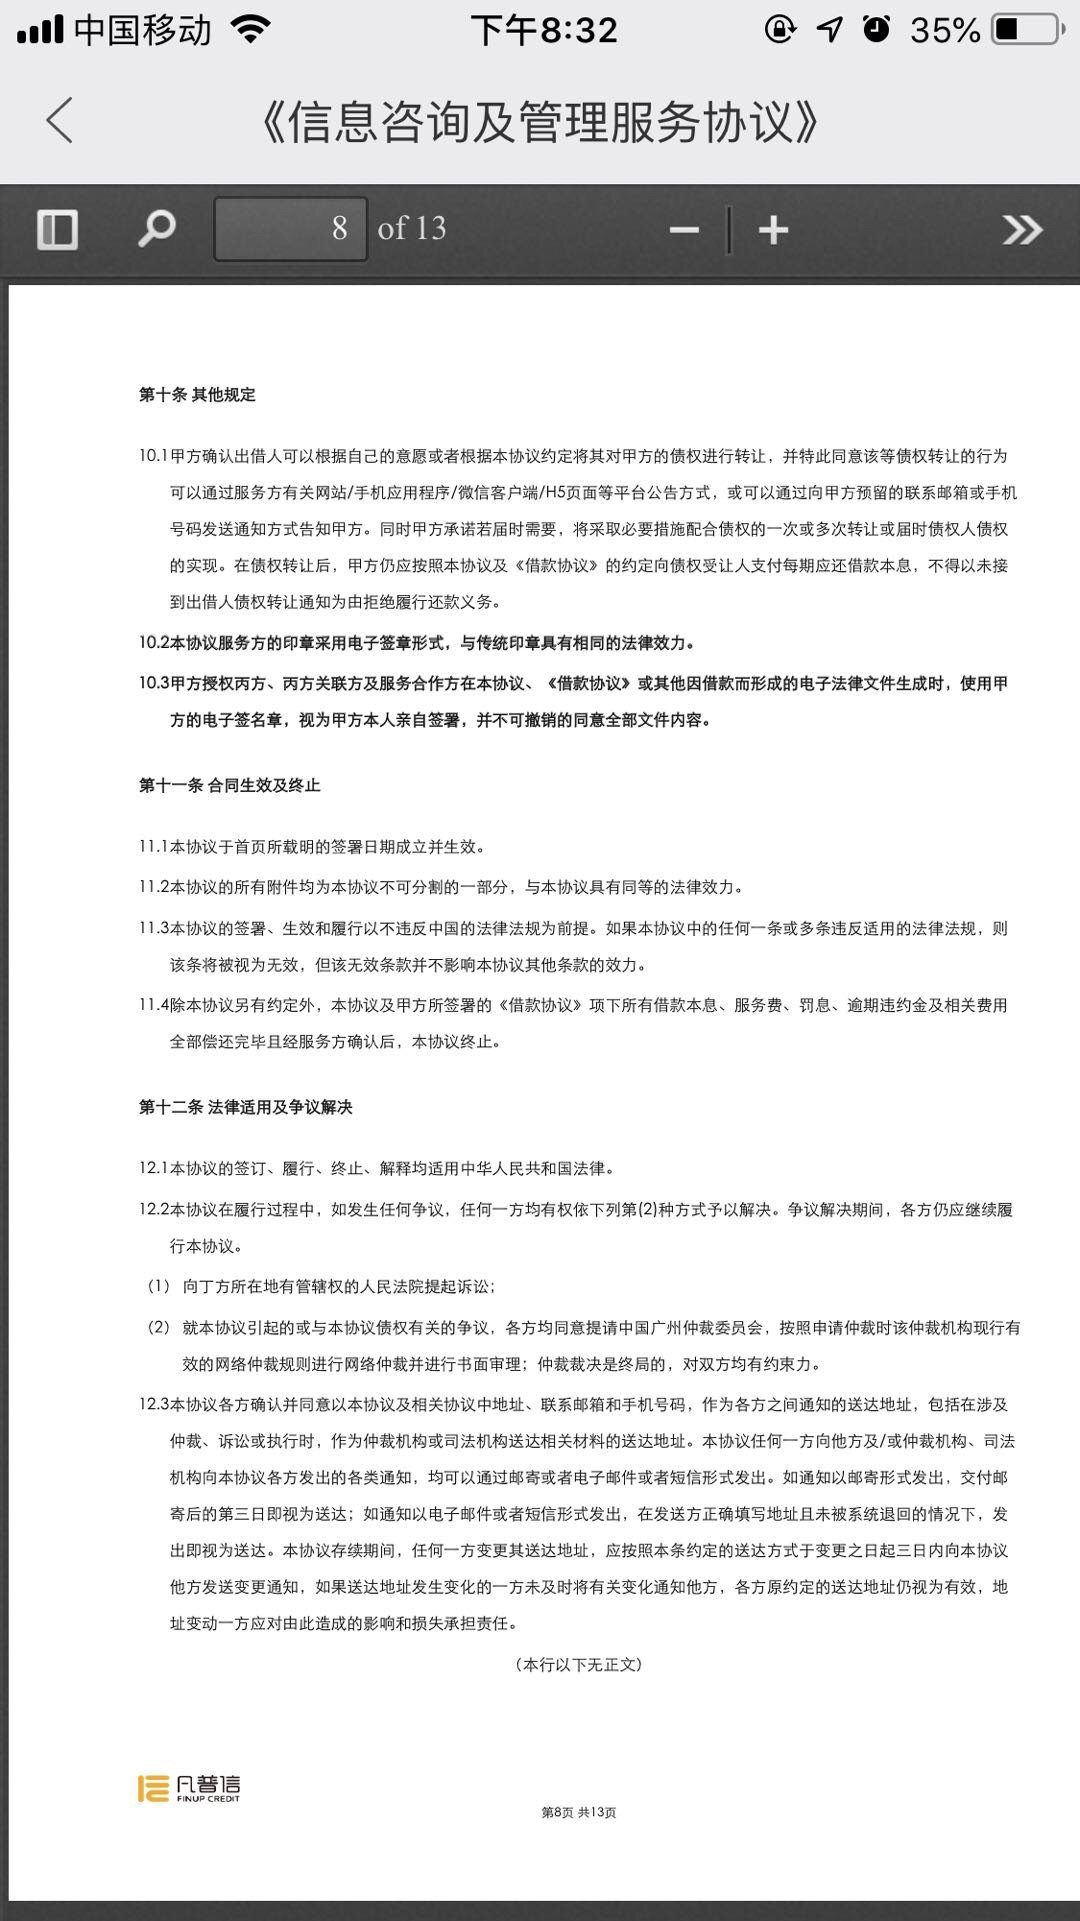 中国移动 下午8:32 35%
《信息咨询及管理服务协议》
8 of 13
第十条 其他规定
10.1甲方确认出借人可以根据自己的意愿或者根据本协议约定将其对甲方的债权进行转让，并特此同意该等债权转让的行为
可以通过服务方有关网站/手机应用程序/微信客户端/H5页面等平台公告方式，或可以通过向甲方预留的联系邮箱或手机
号码发送通知方式告知甲方。同时甲方承诺若届时需要，将采取必要措施配合债权的一次或多次转让或届时债权人债权
的实现。在债权转让后，甲方仍应按照本协议及《借款协议》的约定向债权受让人支付每期应还借款本息，不得以未接
到出借人债权转让通知为由拒绝履行还款义务。
10.2本协议服务方的印章采用电子签章形式，与传统印章具有相同的法律效力。
10.3甲方授权丙方、丙方关联方及服务合作方在本协议、《借款协议》或其他因借款而形成的电子法律文件生成时，使用甲
方的电子签名章，视为甲方本人亲自签署，并不可撤销的同意全部文件内容。
第十一条 合同生效及终止
11.1本协议于首页所载明的签署日期成立并生效。
11.2本协议的所有附件均为本协议不可分割的一部分，与本协议具有同等的法律效力。
11.3本协议的签署、生效和履行以不违反中国的法律法规为前提。如果本协议中的任何一条或多条违反适用的法律法规，则
该条将被视为无效，但该无效条款并不影响本协议其他条款的效力。
11.4除本协议另有约定外，本协议及甲方所签署的《借款协议》项下所有借款本息、服务费、罚息、逾期违约金及相关费用
全部偿还完毕且经服务方确认后，本协议终止。
第十二条 法律适用及争议解决
12.1本协议的签订、履行、终止、解释均适用中华人民共和国法律。
12.2本协议在履行过程中，如发生任何争议，任何一方均有权依下列第(2)种方式予以解决。争议解决期间，各方仍应继续履
行本协议。
（1） 向丁方所在地有管辖权的人民法院提起诉讼；
（2） 就本协议引起的或与本协议债权有关的争议，各方均同意提请中国广州仲裁委员会，按照申请仲裁时该仲裁机构现行有
效的网络仲裁规则进行网络仲裁并进行书面审理；仲裁裁决是终局的，对双方均有约束力。
12.3本协议各方确认并同意以本协议及相关协议中地址、联系邮箱和手机号码，作为各方之间通知的送达地址，包括在涉及
仲裁、诉讼或执行时，作为仲裁机构或司法机构送达相关材料的送达地址。本协议任何一方向他方及/或仲裁机构、司法
机构向本协议各方发出的各类通知，均可以通过邮寄或者电子邮件或者短信形式发出。如通知以邮寄形式发出，交付邮
寄后的第三日即视为送达；如通知以电子邮件或者短信形式发出，在发送方正确填写地址且未被系统退回的情况下，发
出即视为送达。本协议存续期间，任何一方变更其送达地址，应按照本条约定的送达方式于变更之日起三日内向本协议
他方发送变更通知，如果送达地址发生变化的一方未及时将有关变化通知他方，各方原约定的送达地址仍视为有效，地
址变动一方应对由此造成的影响和损失承担责任。
（本行以下无正文）
凡普信
FINUP CREDIT
第8页 共13页